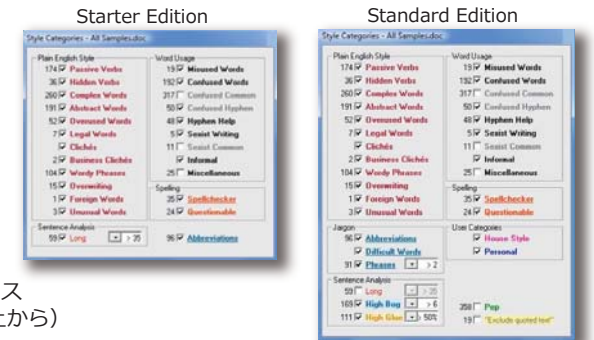 Starter Edition
Style Categories - All Samples.doc
Plain English Style
174 Passive Verbs
36 Hidden Verbs
260 Complex Words
191 Abstract Words
52 Overused Words
7 Legal Words
Clichés
2 Business Clichés
104 Wordy Phrases
15 Overwriting
1 Foreign Words
3 Unusual Words
Word Usage
19 Misused Words
192 Confused Words
317 Confused Common
50 Confused Hyphen
48 Hyphen Help
5 Sexist Writing
11 Sexist Common
Informal
25 Miscellaneous
Spelling
35 Spellchecker
24 Questionable
Sentence Analysis
59 Long > 35
96 Abbreviations
Standard Edition
Style Categories - All Samples.doc
Plain English Style
174 Passive Verbs
36 Hidden Verbs
260 Complex Words
191 Abstract Words
52 Overused Words
7 Legal Words
Clichés
2 Business Clichés
104 Wordy Phrases
15 Overwriting
1 Foreign Words
3 Unusual Words
Word Usage
19 Misused Words
192 Confused Words
317 Confused Common
50 Confused Hyphen
48 Hyphen Help
5 Sexist Writing
11 Sexist Common
Informal
25 Miscellaneous
Spelling
35 Spellchecker
24 Questionable
Jargon
96 Abbreviations
Difficult Words
91 Pleases > 2
User Categories
House Style
Personal
Sentence Analysis
59 Long > 35
169 High Bog > 6
111 High Glue > 50%
358 Pep
19 "Exclude quoted text"
ス
上から）